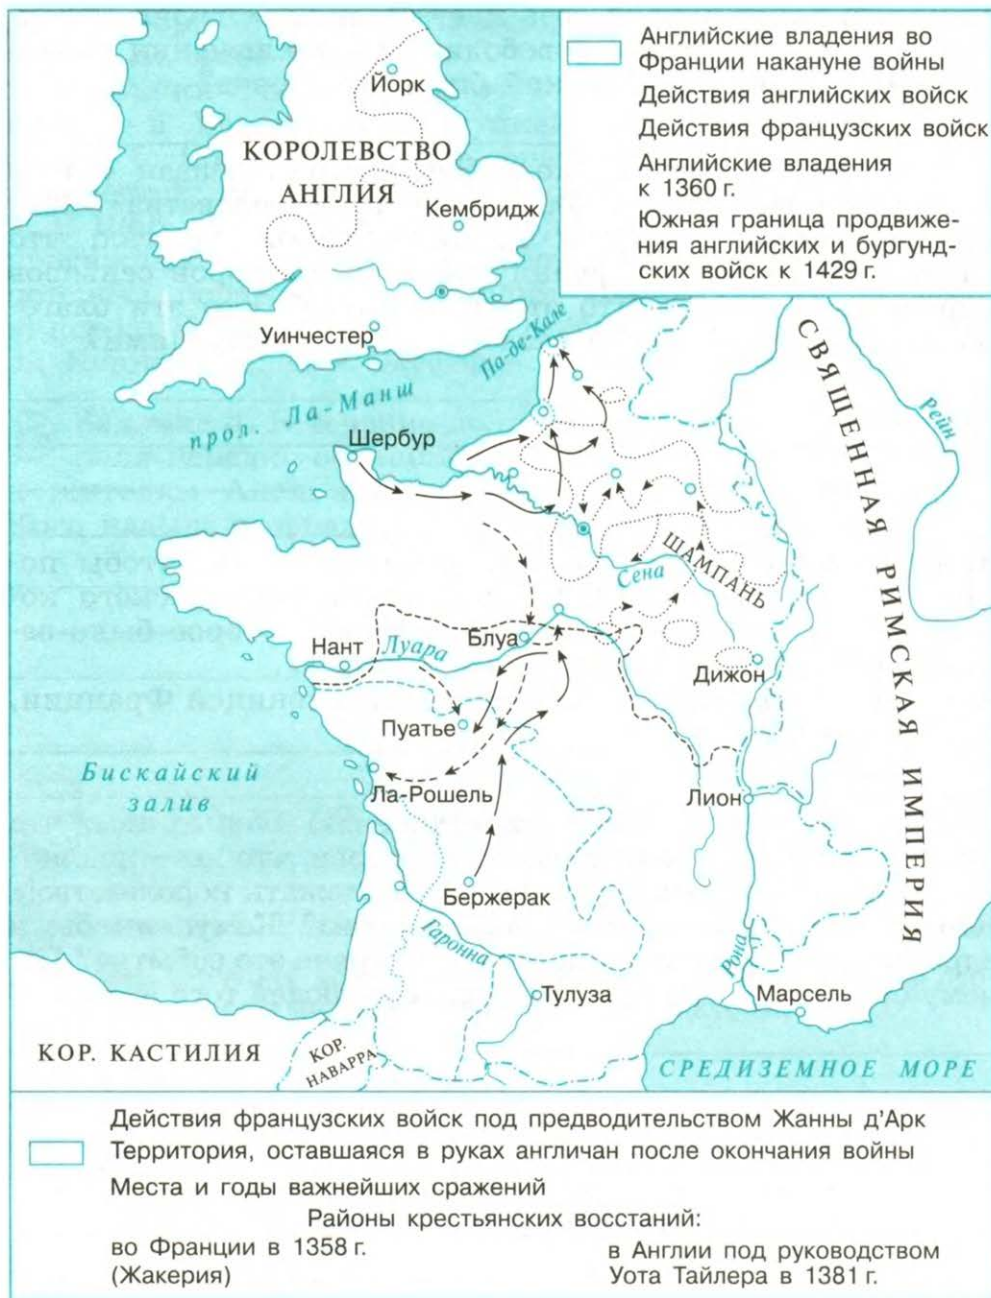 Английские владения во
Франции накануне войны
Действия английских войск
Действия французских войск
Английские владения
к 1360 г.
Южная граница продвиже-
ния английских и бургунд-
ских войск к 1429 г.
Йорк
КОРОЛЕВСТВО
АНГЛИЯ
Кембридж
Уинчестер
Па-де-Кале
прол. Ла-Манш
Шербур
СВЯЩЕННАЯ РИМСКАЯ ИМПЕРИЯ
Рейн
ШАМПАНЬ
Сена
Блуа
Нант
Луара
Дижон
Пуатье
Бискайский
залив
Ла-Рошель
Лион
Бержерак
Гаронна
Рона
Тулуза
Марсель
КОР. КАСТИЛИЯ
КОР.
НАВАРРА
СРЕДИЗЕМНОЕ МОРЕ
Действия французских войск под предводительством Жанны д'Арк
Территория, оставшаяся в руках англичан после окончания войны
Места и годы важнейших сражений
Районы крестьянских восстаний:
во Франции в 1358 г.
(Жакерия)
в Англии под руководством
Уота Тайлера в 1381 г.